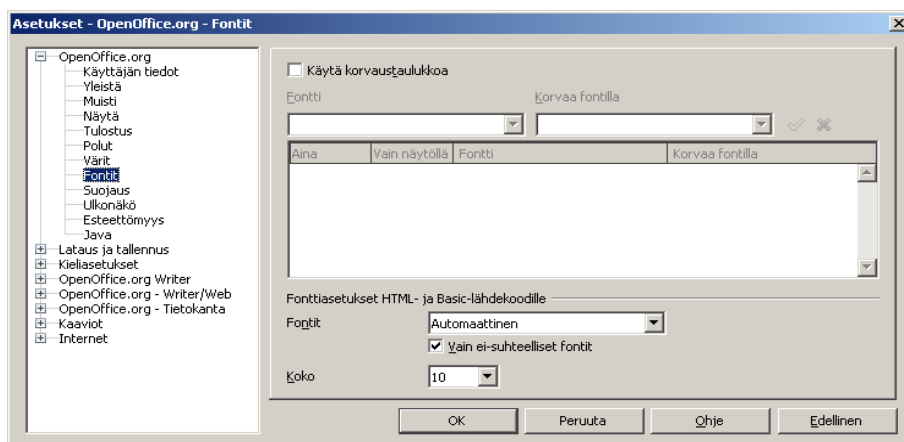 Asetukset - OpenOffice.org - Fontit
OpenOffice.org
Käyttäjän tiedot
Yleistä
Muisti
Näytä
Tulostus
Polut
Värit
Fontit
Suojaus
Ulkonäkö
Esteettömyys
Java
Lataus ja tallennus
Kieliasetukset
OpenOffice.org Writer
OpenOffice.org - Writer/Web
OpenOffice.org - Tietokanta
Kaaviot
Internet
Käytä korvaustaulukkoa
Fontti Korvaa fontilla
Aina Vain näytöllä Fontti Korvaa fontilla
Fonttiasetukset HTML- ja Basic-lähdekoodille
Fontit Automaattinen
Vain ei-suhteelliset fontit
Koko 10
OK Peruuta Ohje Edellinen